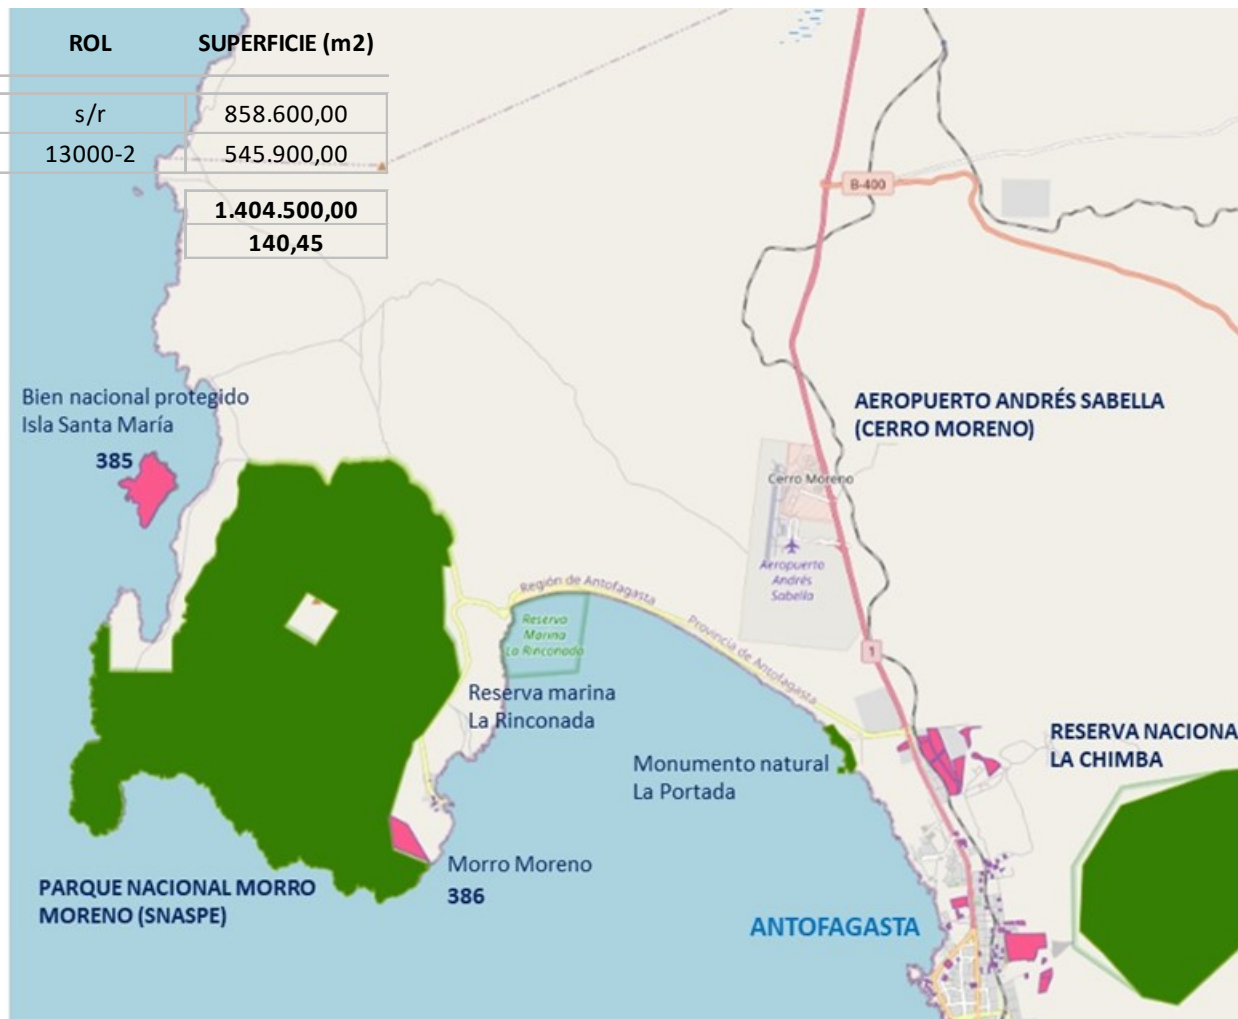 ROL SUPERFICIE (m2)
s/r 858.600,00
13000-2 545.900,00
1.404.500,00
140,45
B-400
Bien nacional protegido
Isla Santa María
385
AEROPUERTO ANDRÉS SABELLA
(CERRO MORENO)
Cerro Moreno
Aeropuerto
Andrés
Sabella
Región de Antofagasta
Provincia de Antofagasta
Reserva
Marina
La Rinconada
1
Reserva marina
La Rinconada
RESERVA NACIONA
LA CHIMBA
Monumento natural
La Portada
Morro Moreno
386
PARQUE NACIONAL MORRO
MORENO (SNASPE)
ANTOFAGASTA